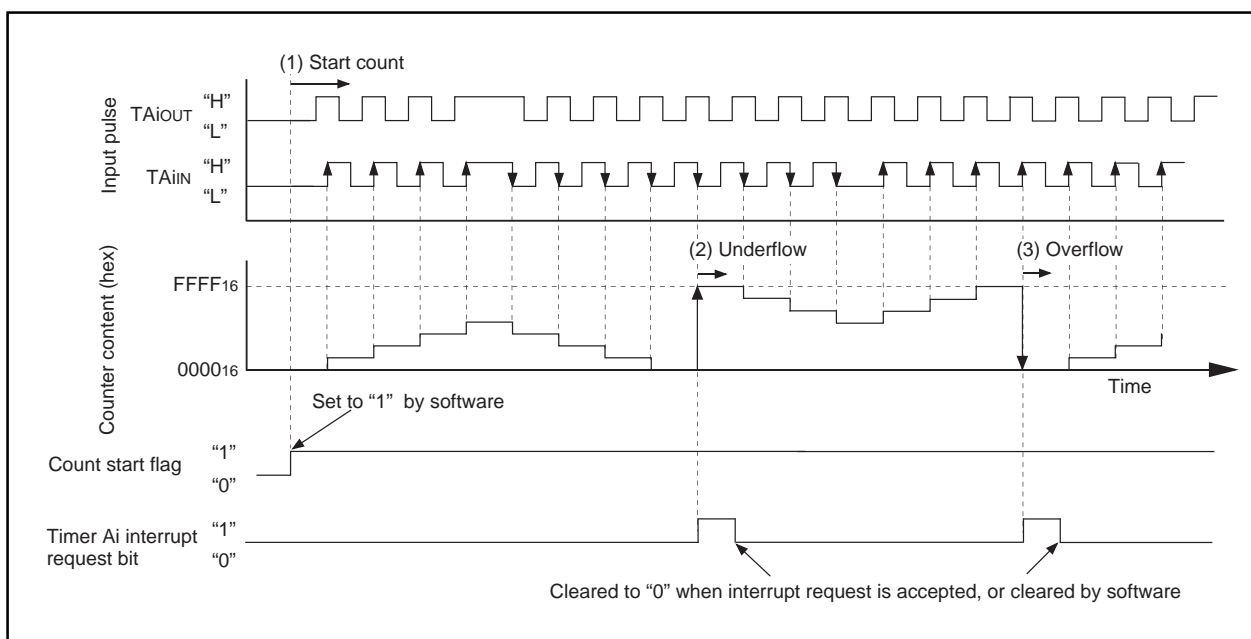 (1) Start count
Input pulse
TAiOUT
“H”
“L”
TAiIN
“H”
“L”
Counter content (hex)
FFFF16
000016
(2) Underflow
(3) Overflow
Time
Set to “1” by software
Count start flag
“1”
“0”
Timer Ai interrupt
request bit
“1”
“0”
Cleared to “0” when interrupt request is accepted, or cleared by software